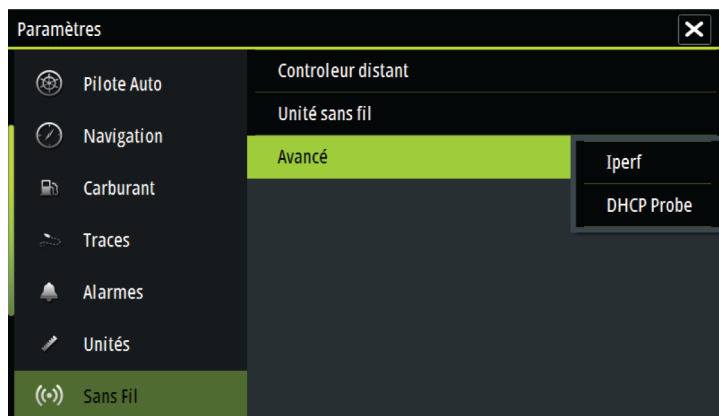 Paramètres
Pilote Auto
Navigation
Carburant
Traces
Alarmes
Unités
Sans Fil
Controleur distant
Unité sans fil
Avancé
Iperf
DHCP Probe